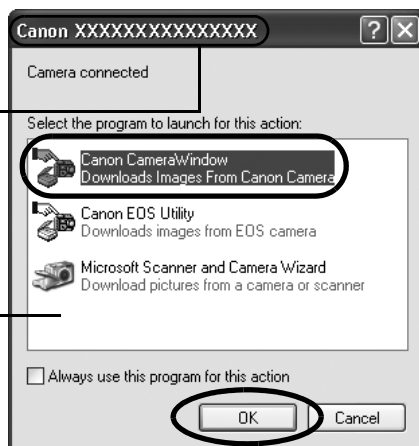 Canon XXXXXXXXXXXXXXX
Camera connected
Select the program to launch for this action:
Canon CameraWindow
Downloads Images From Canon Camera
Canon EOS Utility
Downloads images from EOS camera
Microsoft Scanner and Camera Wizard
Download pictures from a camera or scanner
Always use this program for this action
OK
Cancel